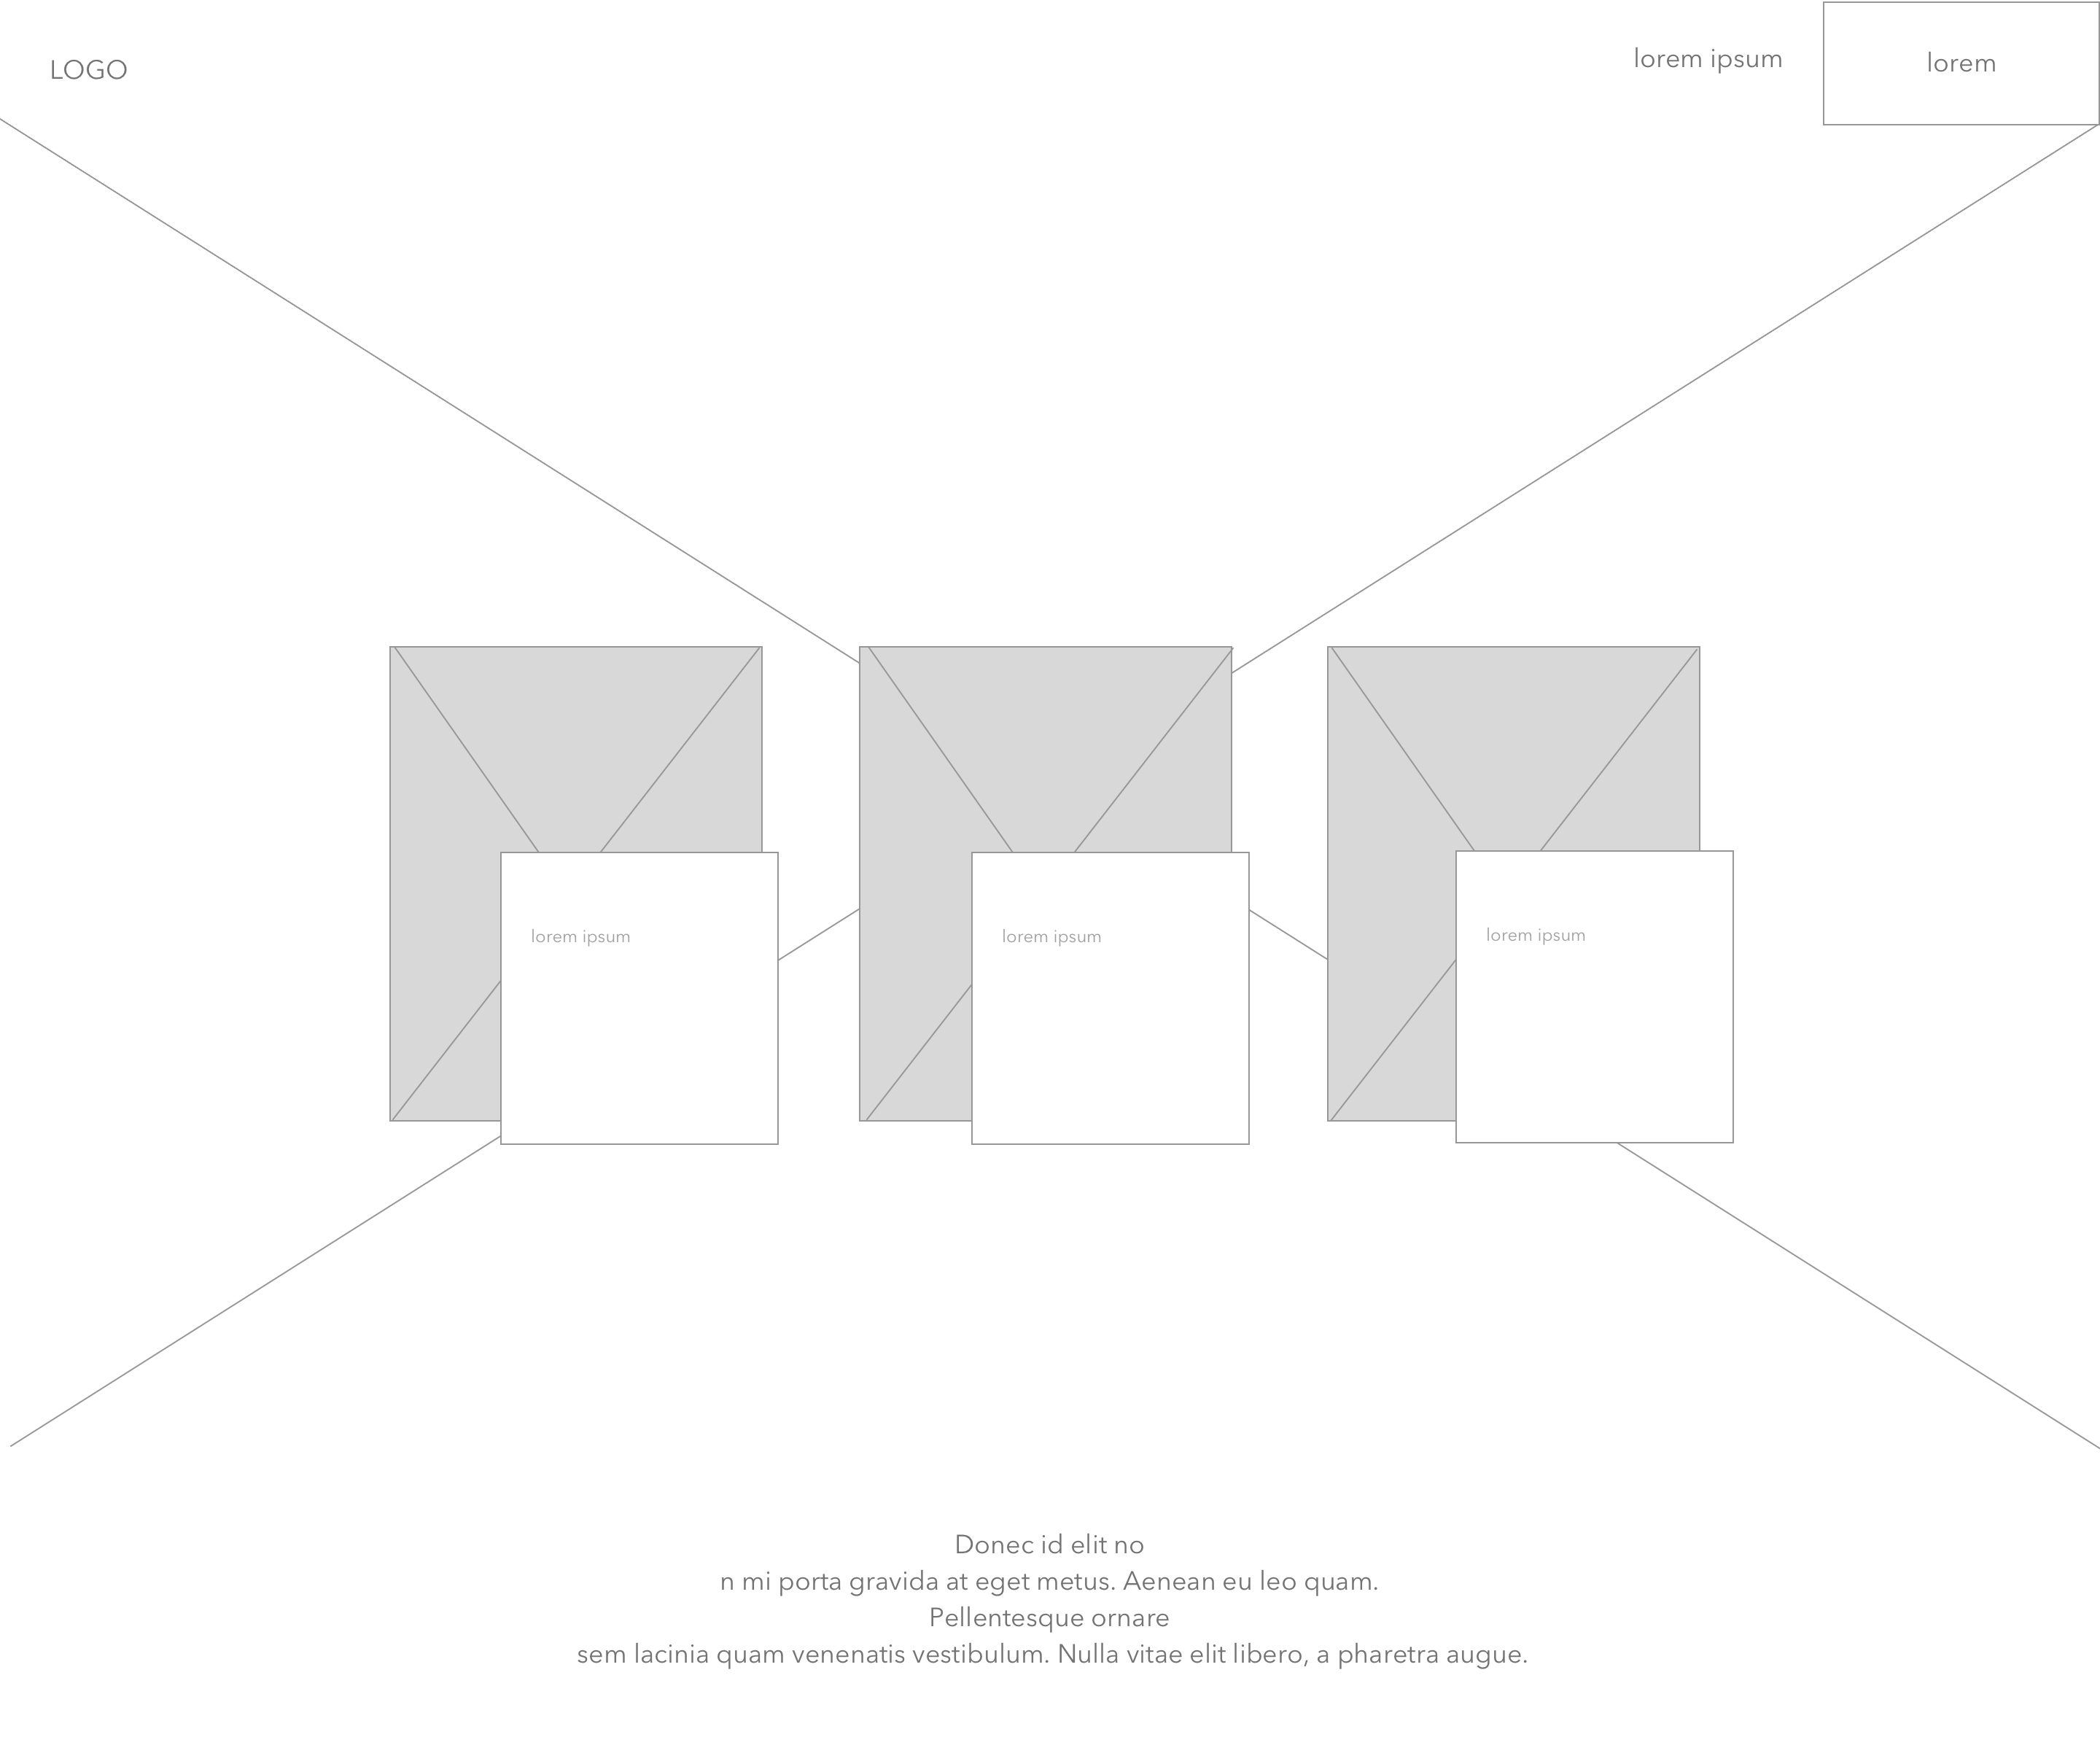 LOGO
lorem ipsum
lorem
lorem ipsum
lorem ipsum
lorem ipsum
Donec id elit no
n mi porta gravida at eget metus. Aenean eu leo quam.
Pellentesque ornare
sem lacinia quam venenatis vestibulum. Nulla vitae elit libero, a pharetra augue.